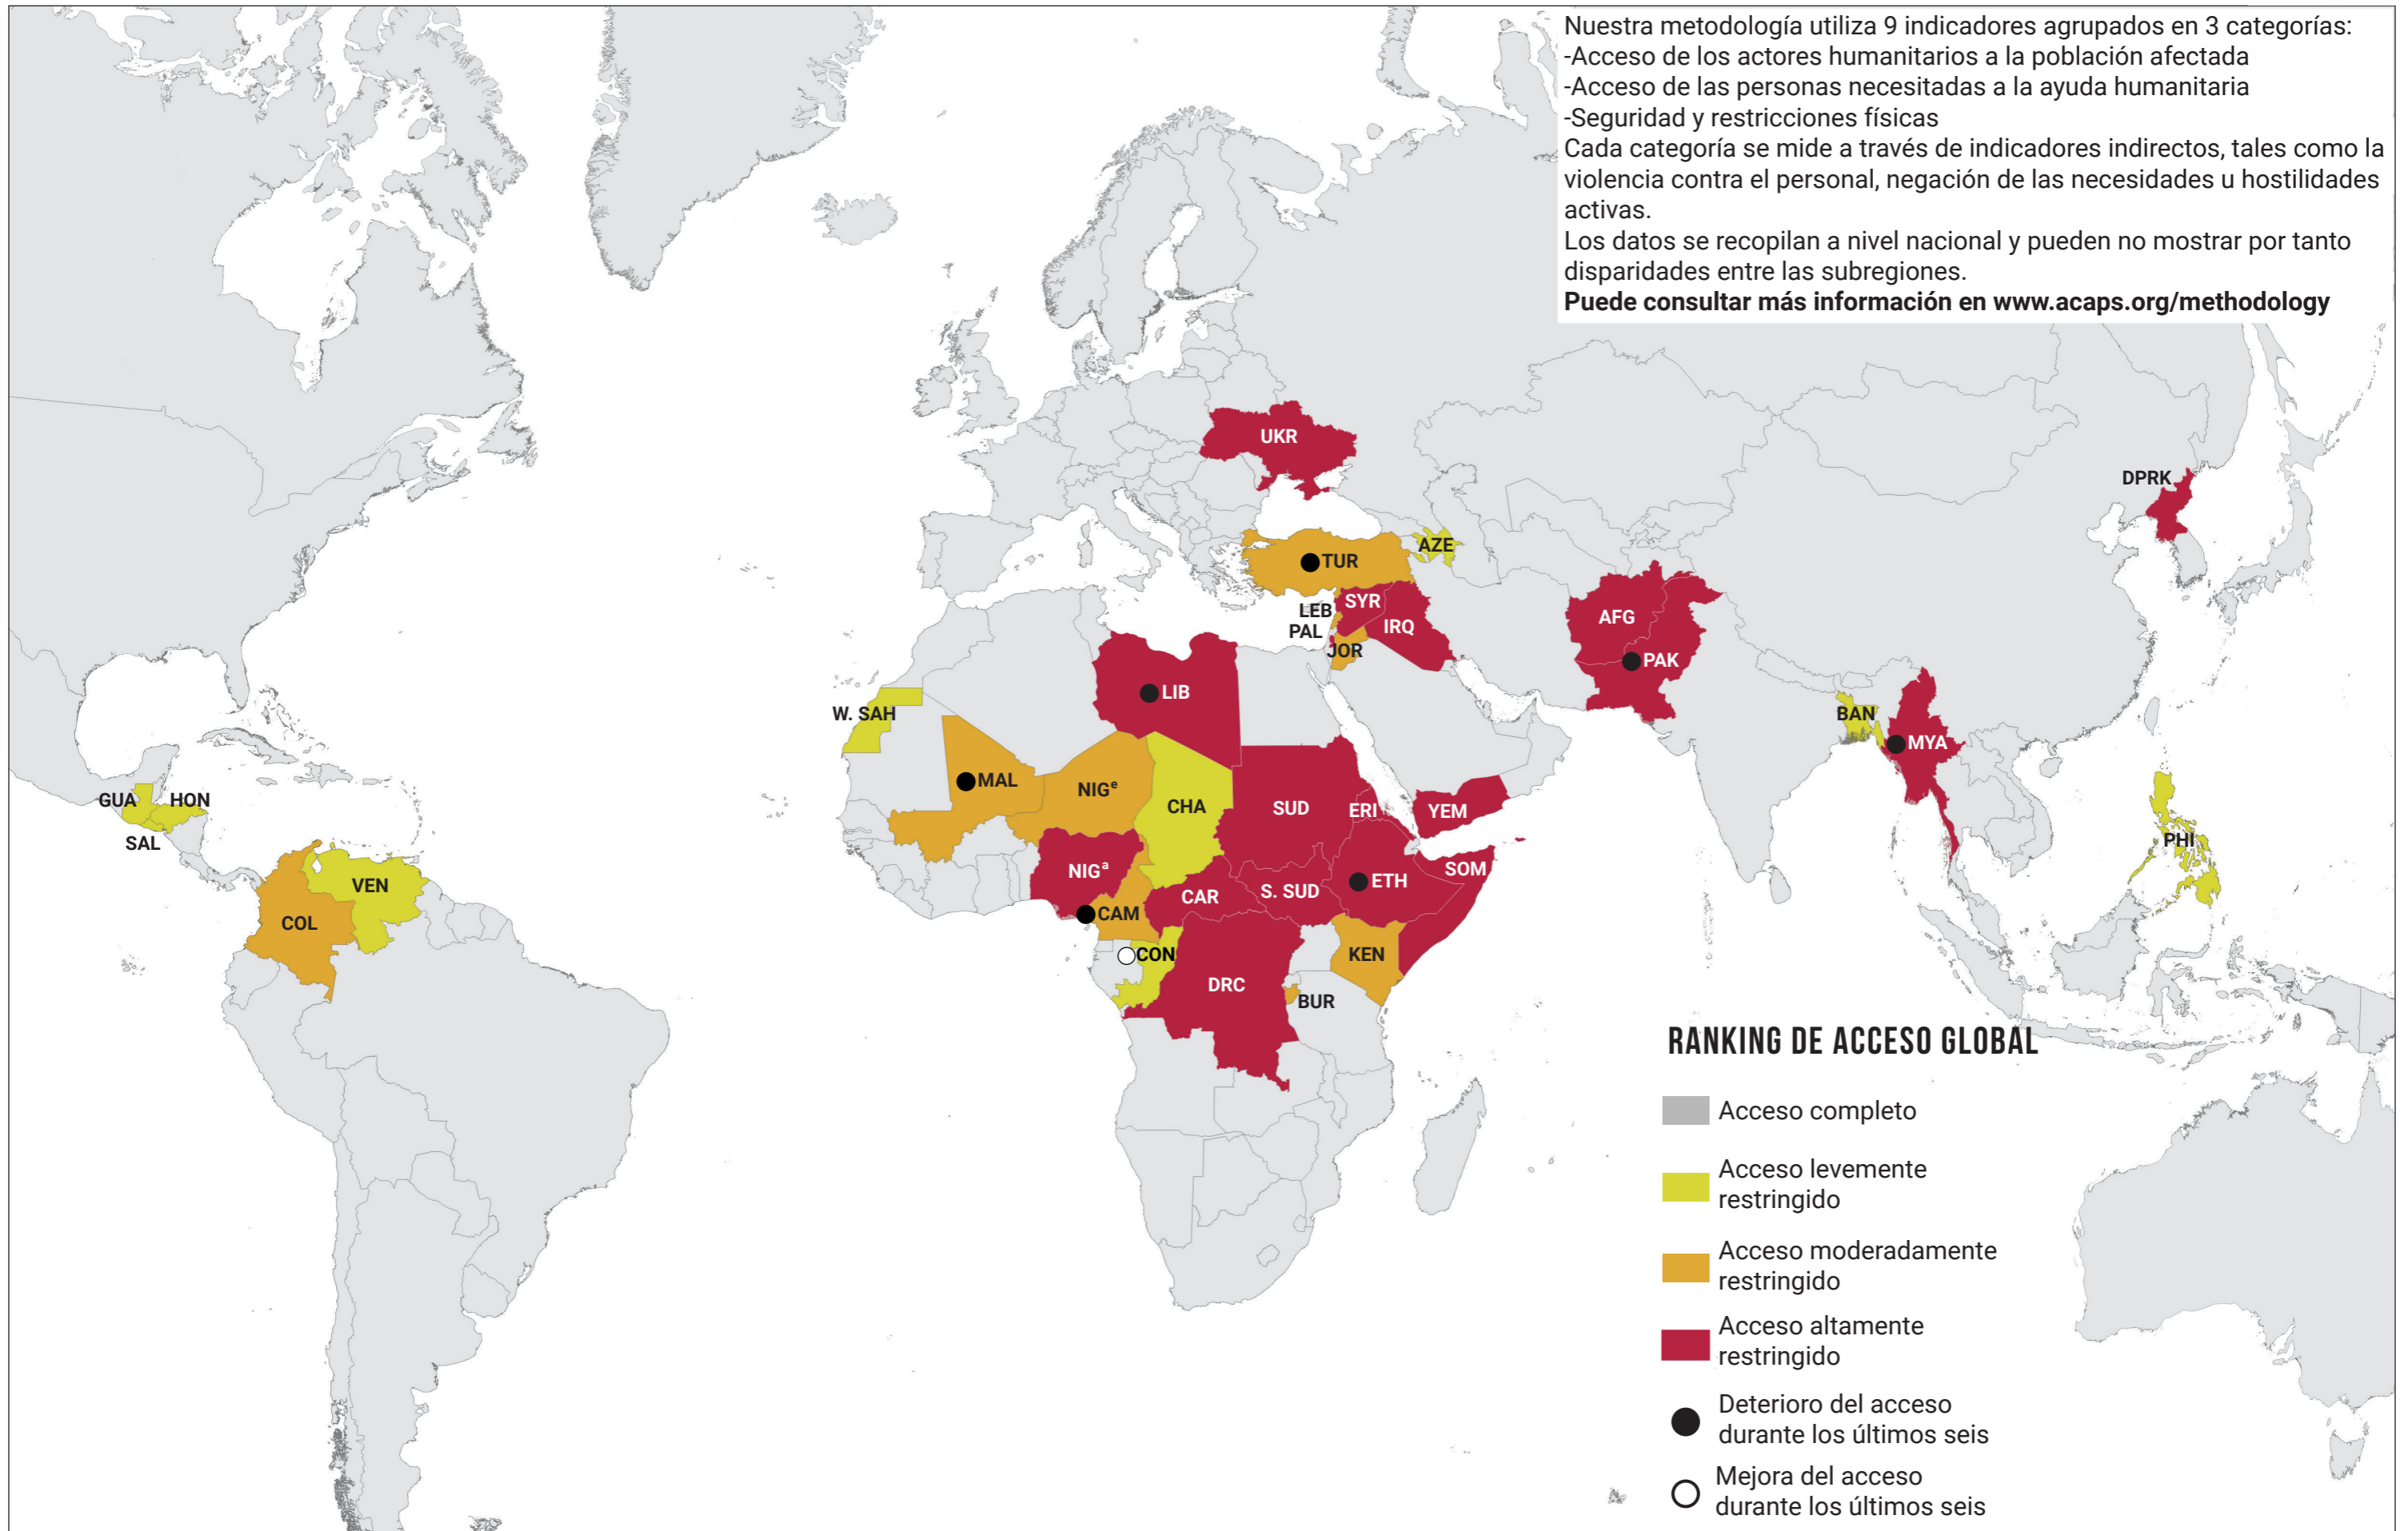 Nuestra metodología utiliza 9 indicadores agrupados en 3 categorías:
-Acceso de los actores humanitarios a la población afectada
-Acceso de las personas necesitadas a la ayuda humanitaria
-Seguridad y restricciones físicas
Cada categoría se mide a través de indicadores indirectos, tales como la
violencia contra el personal, negación de las necesidades u hostilidades
activas.
Los datos se recopilan a nivel nacional y pueden no mostrar por tanto
disparidades entre las subregiones.
Puede consultar más información en www.acaps.org/methodology
UKR
DPRK
TUR
AZE
SYR
LEB
PAL
IRQ
JOR
AFG
PAK
LIB
W. SAH
BAN
MYA
MAL
NIGe
CHA
SUD
ERI
YEM
GUA
HON
SAL
PHI
VEN
COL
NIGa
CAM
CAR
S. SUD
ETH
SOM
CON
KEN
DRC
BUR
RANKING DE ACCESO GLOBAL
Acceso completo
Acceso levemente
restringido
Acceso moderadamente
restringido
Acceso altamente
restringido
Deterioro del acceso
durante los últimos seis
Mejora del acceso
durante los últimos seis